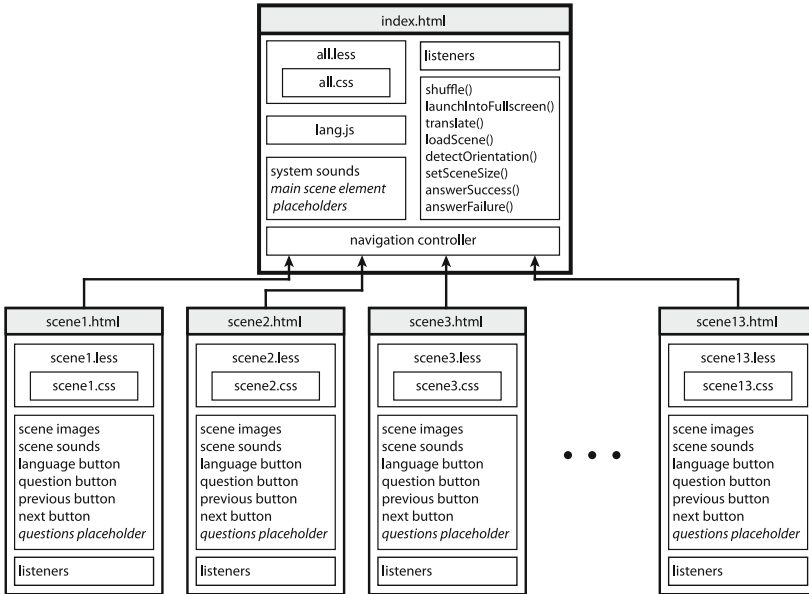 index.html
all.less
all.css
lang.js
system sounds
main scene element
placeholders
listeners
shuffle()
launchIntoFullscreen()
translate()
loadScene()
detectOrientation()
setSceneSize()
answerSuccess()
answerFailure()
navigation controller
scene1.html
scene1.less
scene1.css
scene images
scene sounds
language button
question button
previous button
next button
questions placeholder
listeners
scene2.html
scene2.less
scene2.css
scene images
scene sounds
language button
question button
previous button
next button
questions placeholder
listeners
scene3.html
scene3.less
scene3.css
scene images
scene sounds
language button
question button
previous button
next button
questions placeholder
listeners
scene13.html
scene13.less
scene13.css
scene images
scene sounds
language button
question button
previous button
next button
questions placeholder
listeners